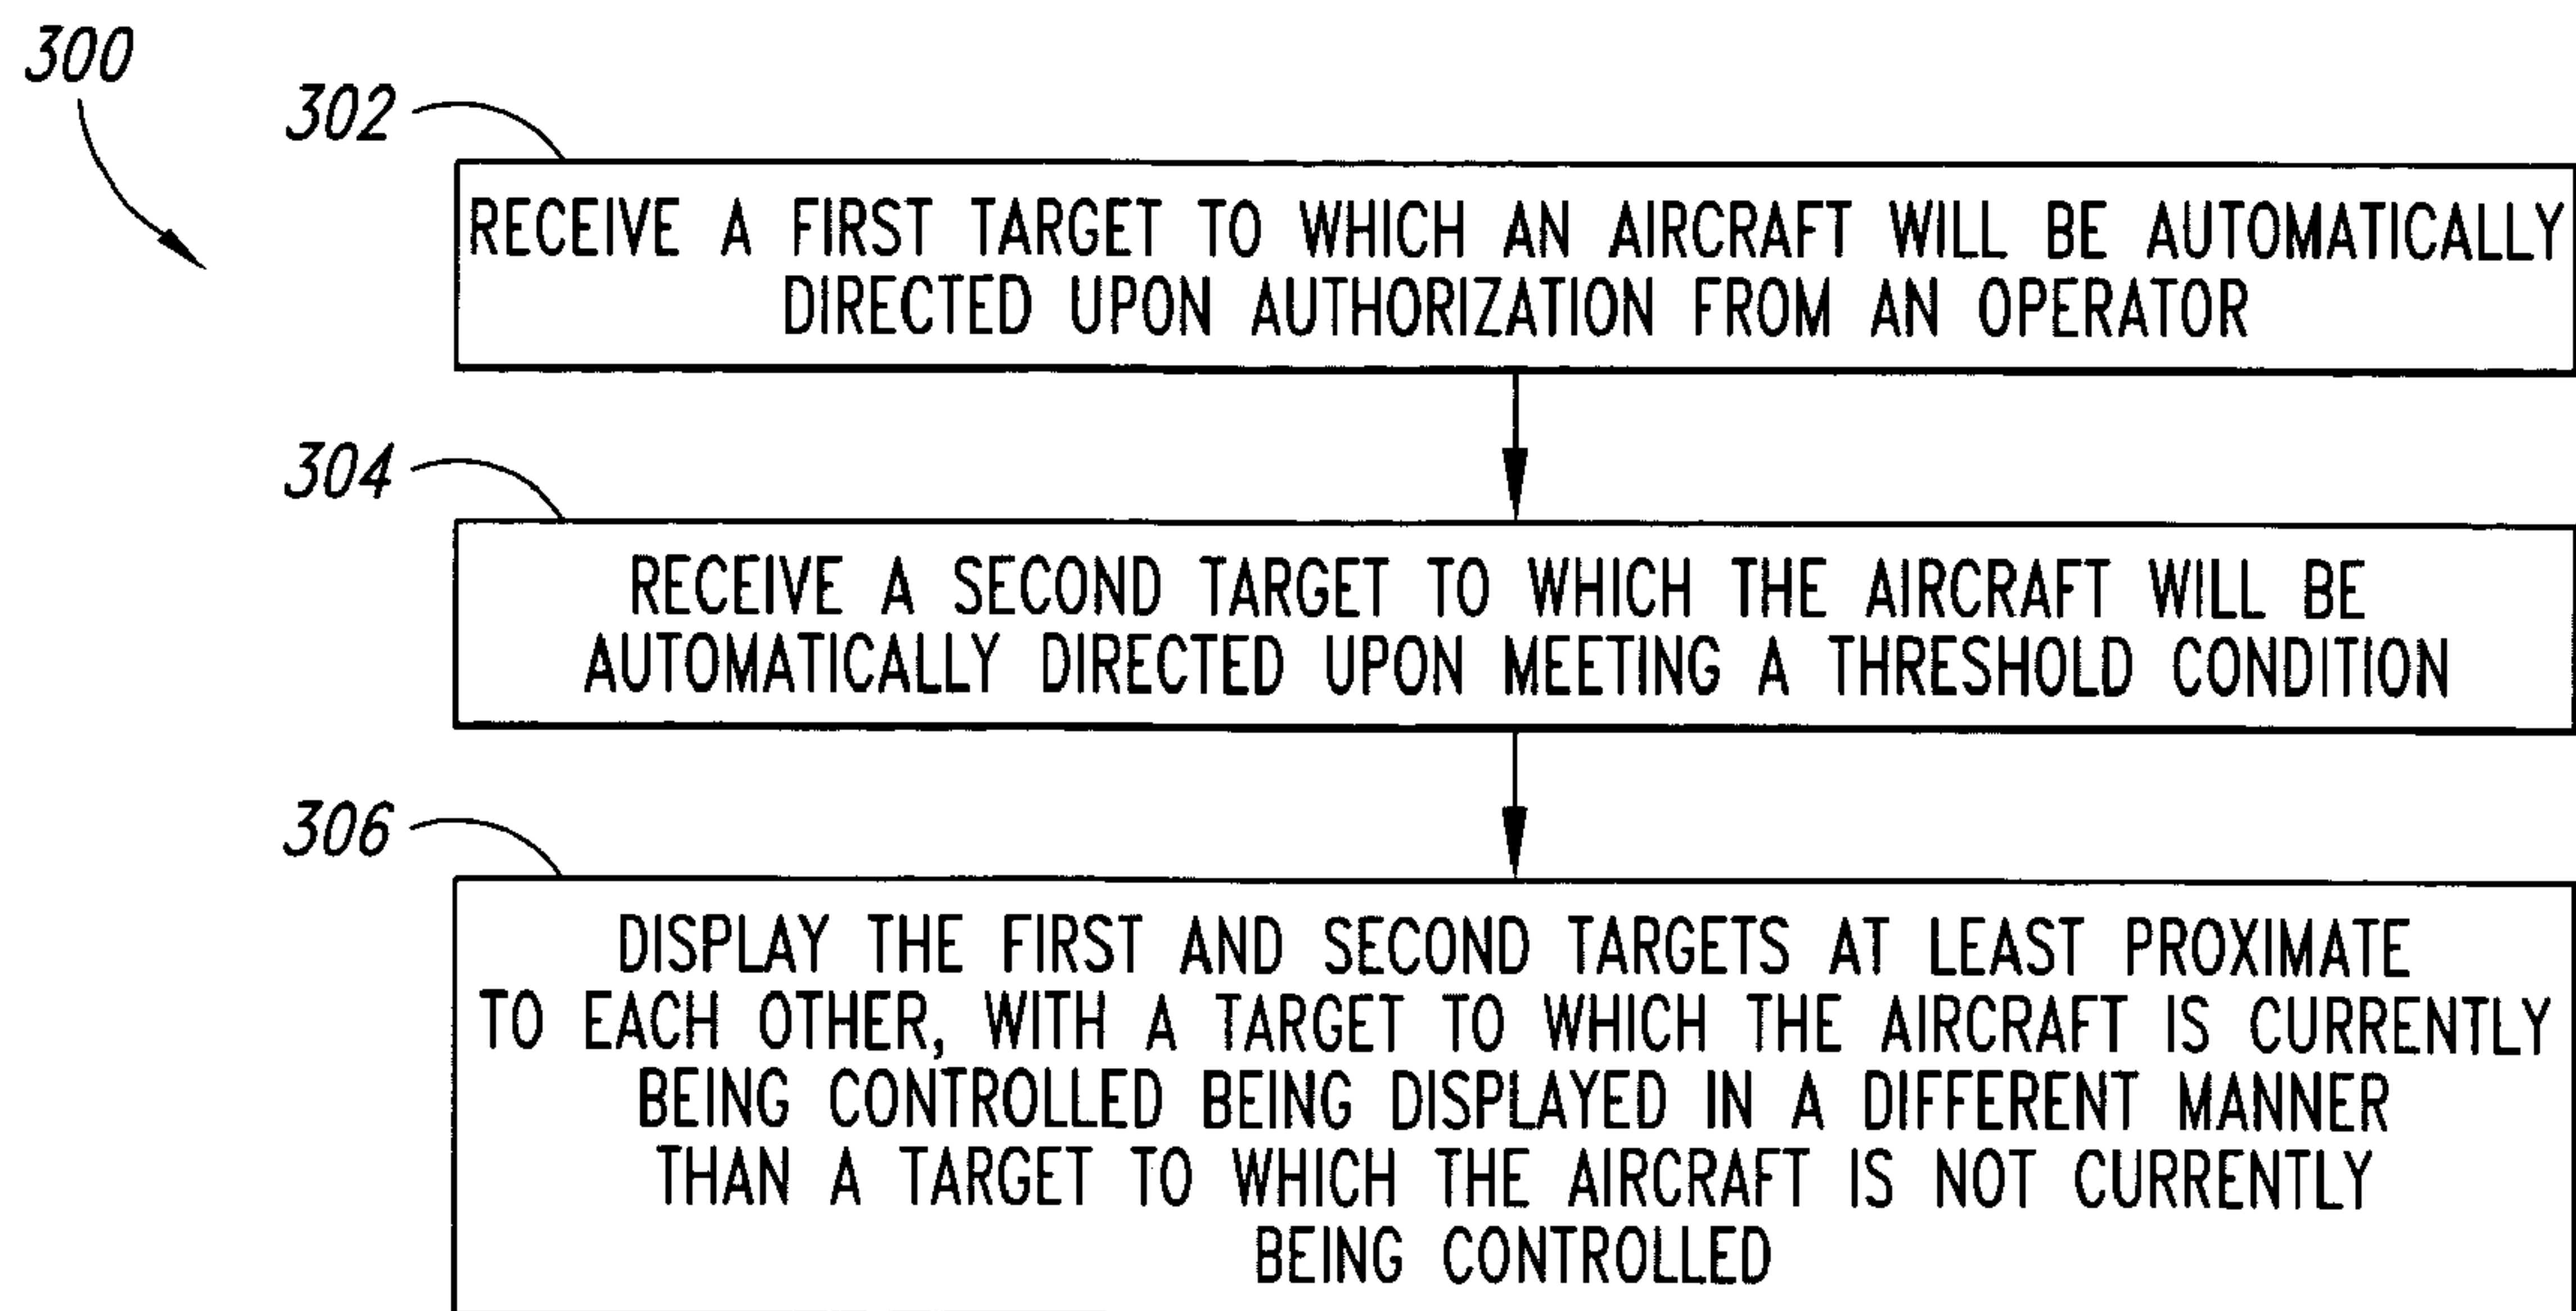 300
302
RECEIVE A FIRST TARGET TO WHICH AN AIRCRAFT WILL BE AUTOMATICALLY
DIRECTED UPON AUTHORIZATION FROM AN OPERATOR
304
RECEIVE A SECOND TARGET TO WHICH THE AIRCRAFT WILL BE
AUTOMATICALLY DIRECTED UPON MEETING A THRESHOLD CONDITION
306
DISPLAY THE FIRST AND SECOND TARGETS AT LEAST PROXIMATE
TO EACH OTHER, WITH A TARGET TO WHICH THE AIRCRAFT IS CURRENTLY
BEING CONTROLLED BEING DISPLAYED IN A DIFFERENT MANNER
THAN A TARGET TO WHICH THE AIRCRAFT IS NOT CURRENTLY
BEING CONTROLLED